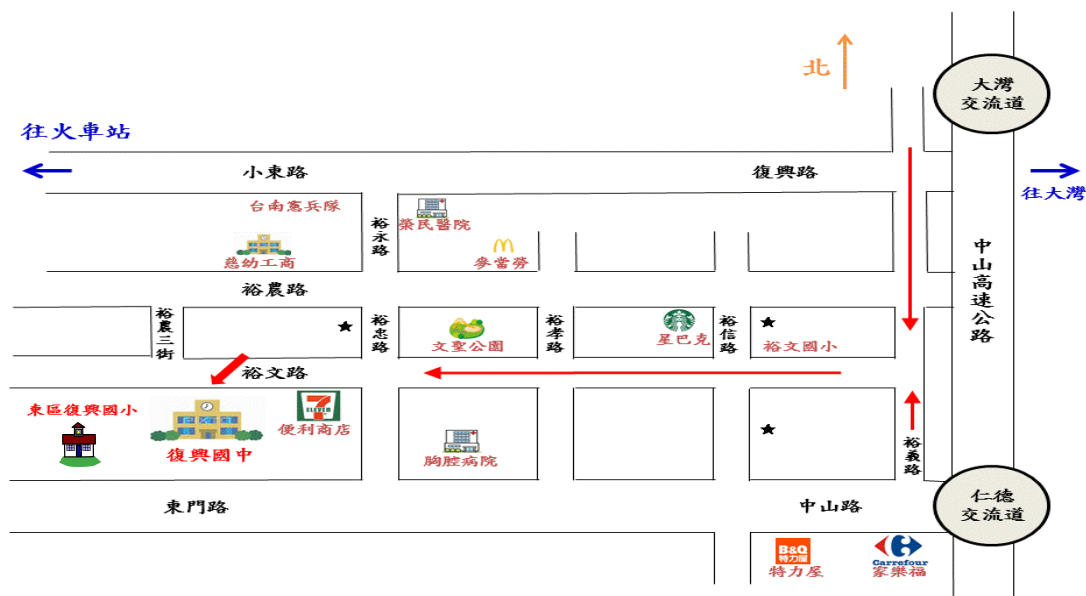 北
大灣
交流道
往火車站
小東路
復興路
往大灣
台南憲兵隊
裕永路
榮民醫院
慈幼工商
麥當勞
中山高速公路
裕農路
裕農三街
裕忠路
文聖公園
裕孝路
星巴克
裕信路
裕文國小
裕文路
東區復興國小
7
ELEVEN
便利商店
復興國中
胸腔病院
裕義路
東門路
中山路
仁德
交流道
B&Q
特力屋
特力屋
Carrefour
家樂福